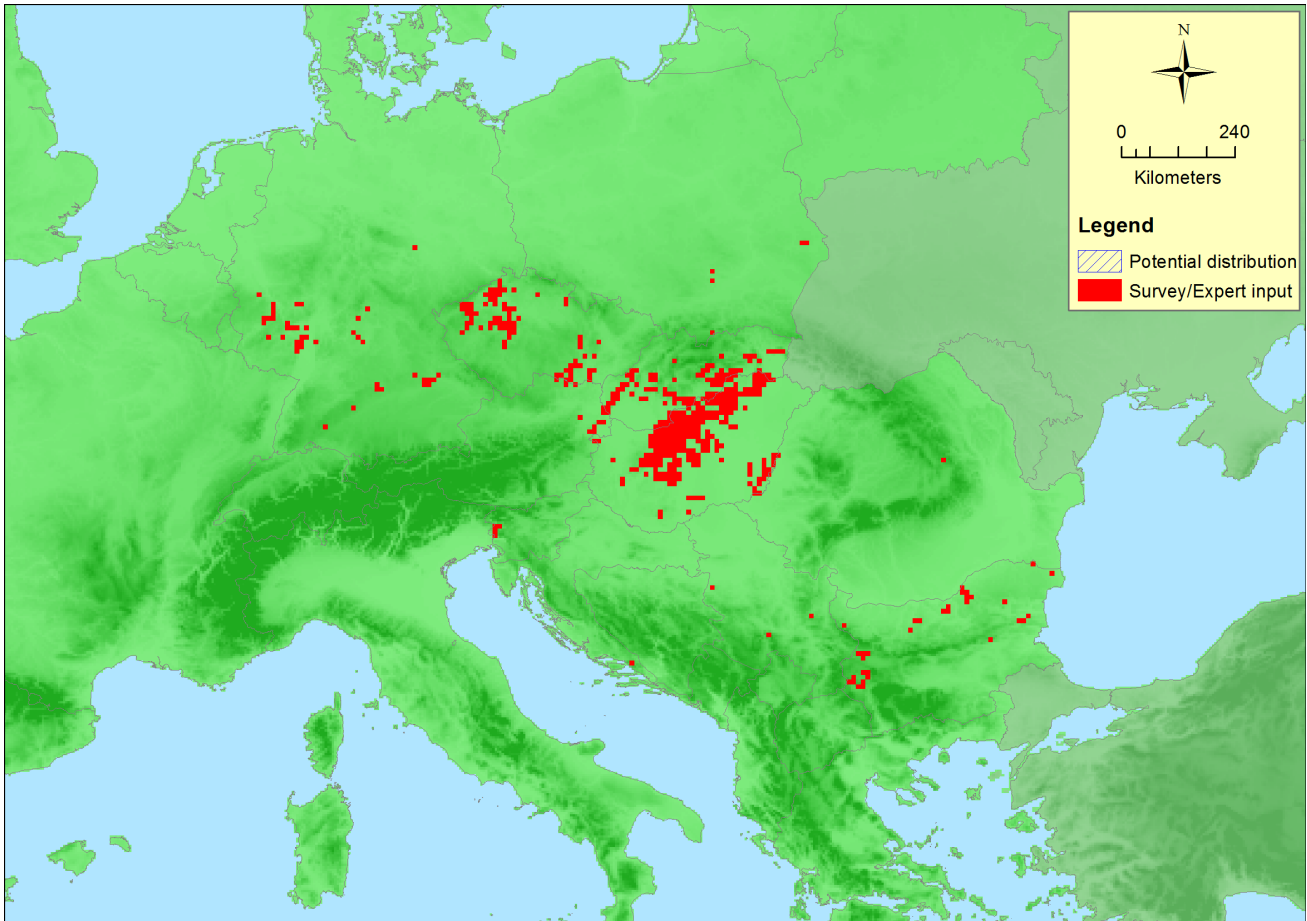 N
0 240
Kilometers
Legend
Potential distribution
Survey/Expert input